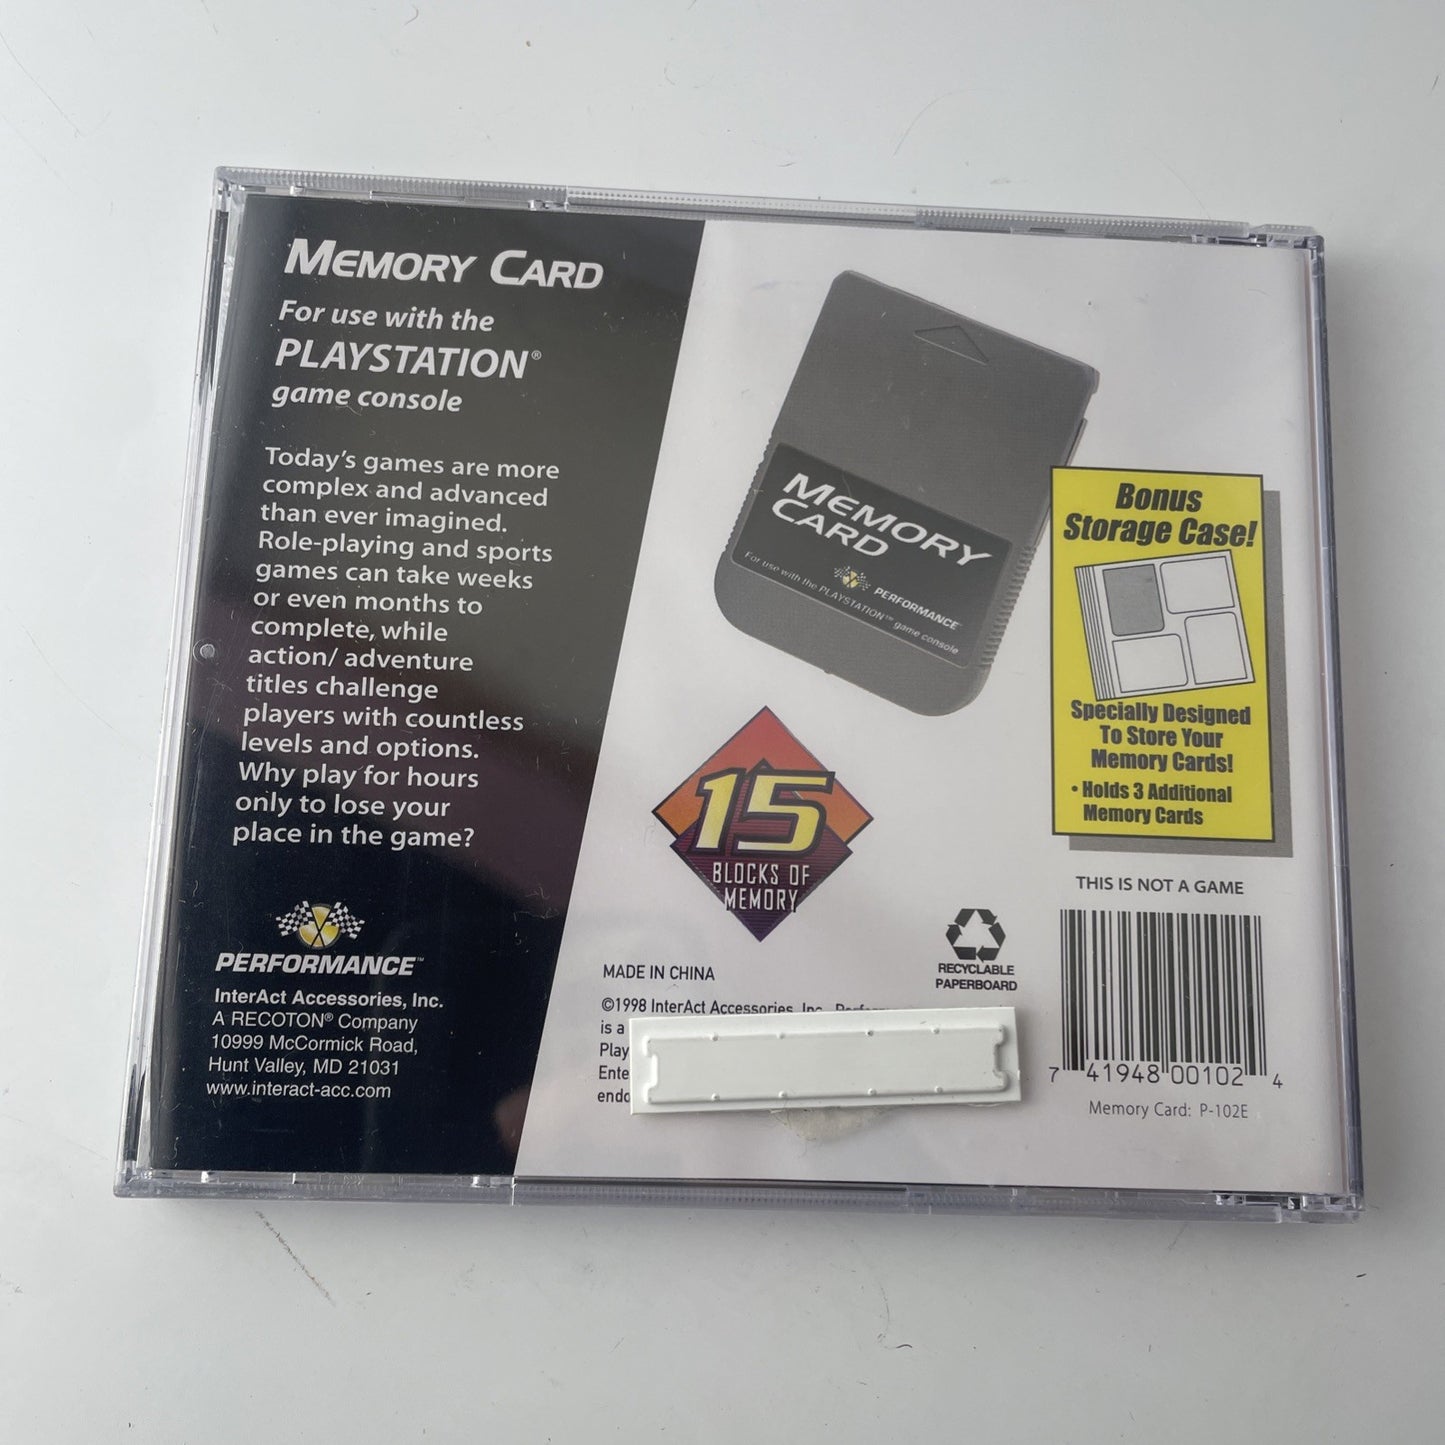 MEMORY CARD
For use with the
PLAYSTATION®
game console
Today's games are more
complex and advanced
than ever imagined.
Role-playing and sports
games can take weeks
or even months to
complete, while
action/ adventure
titles challenge
players with countless
levels and options.
Why play for hours
only to lose your
place in the game?
PERFORMANCE™
InterAct Accessories, Inc.
A RECOTON® Company
10999 McCormick Road,
Hunt Valley, MD 21031
www.interact-acc.com
MEMORY
CARD
PERFORMANCE
For use with the PLAYSTATION™ game console
15
BLOCKS OF
MEMORY
Bonus
Storage Case!
Specially Designed
To Store Your
Memory Cards!
• Holds 3 Additional
Memory Cards
THIS IS NOT A GAME
7 41948 00102 4
Memory Card: P-102E
RECYCLABLE
PAPERBOARD
MADE IN CHINA
©1998 InterAct Accessories, Inc.
is a